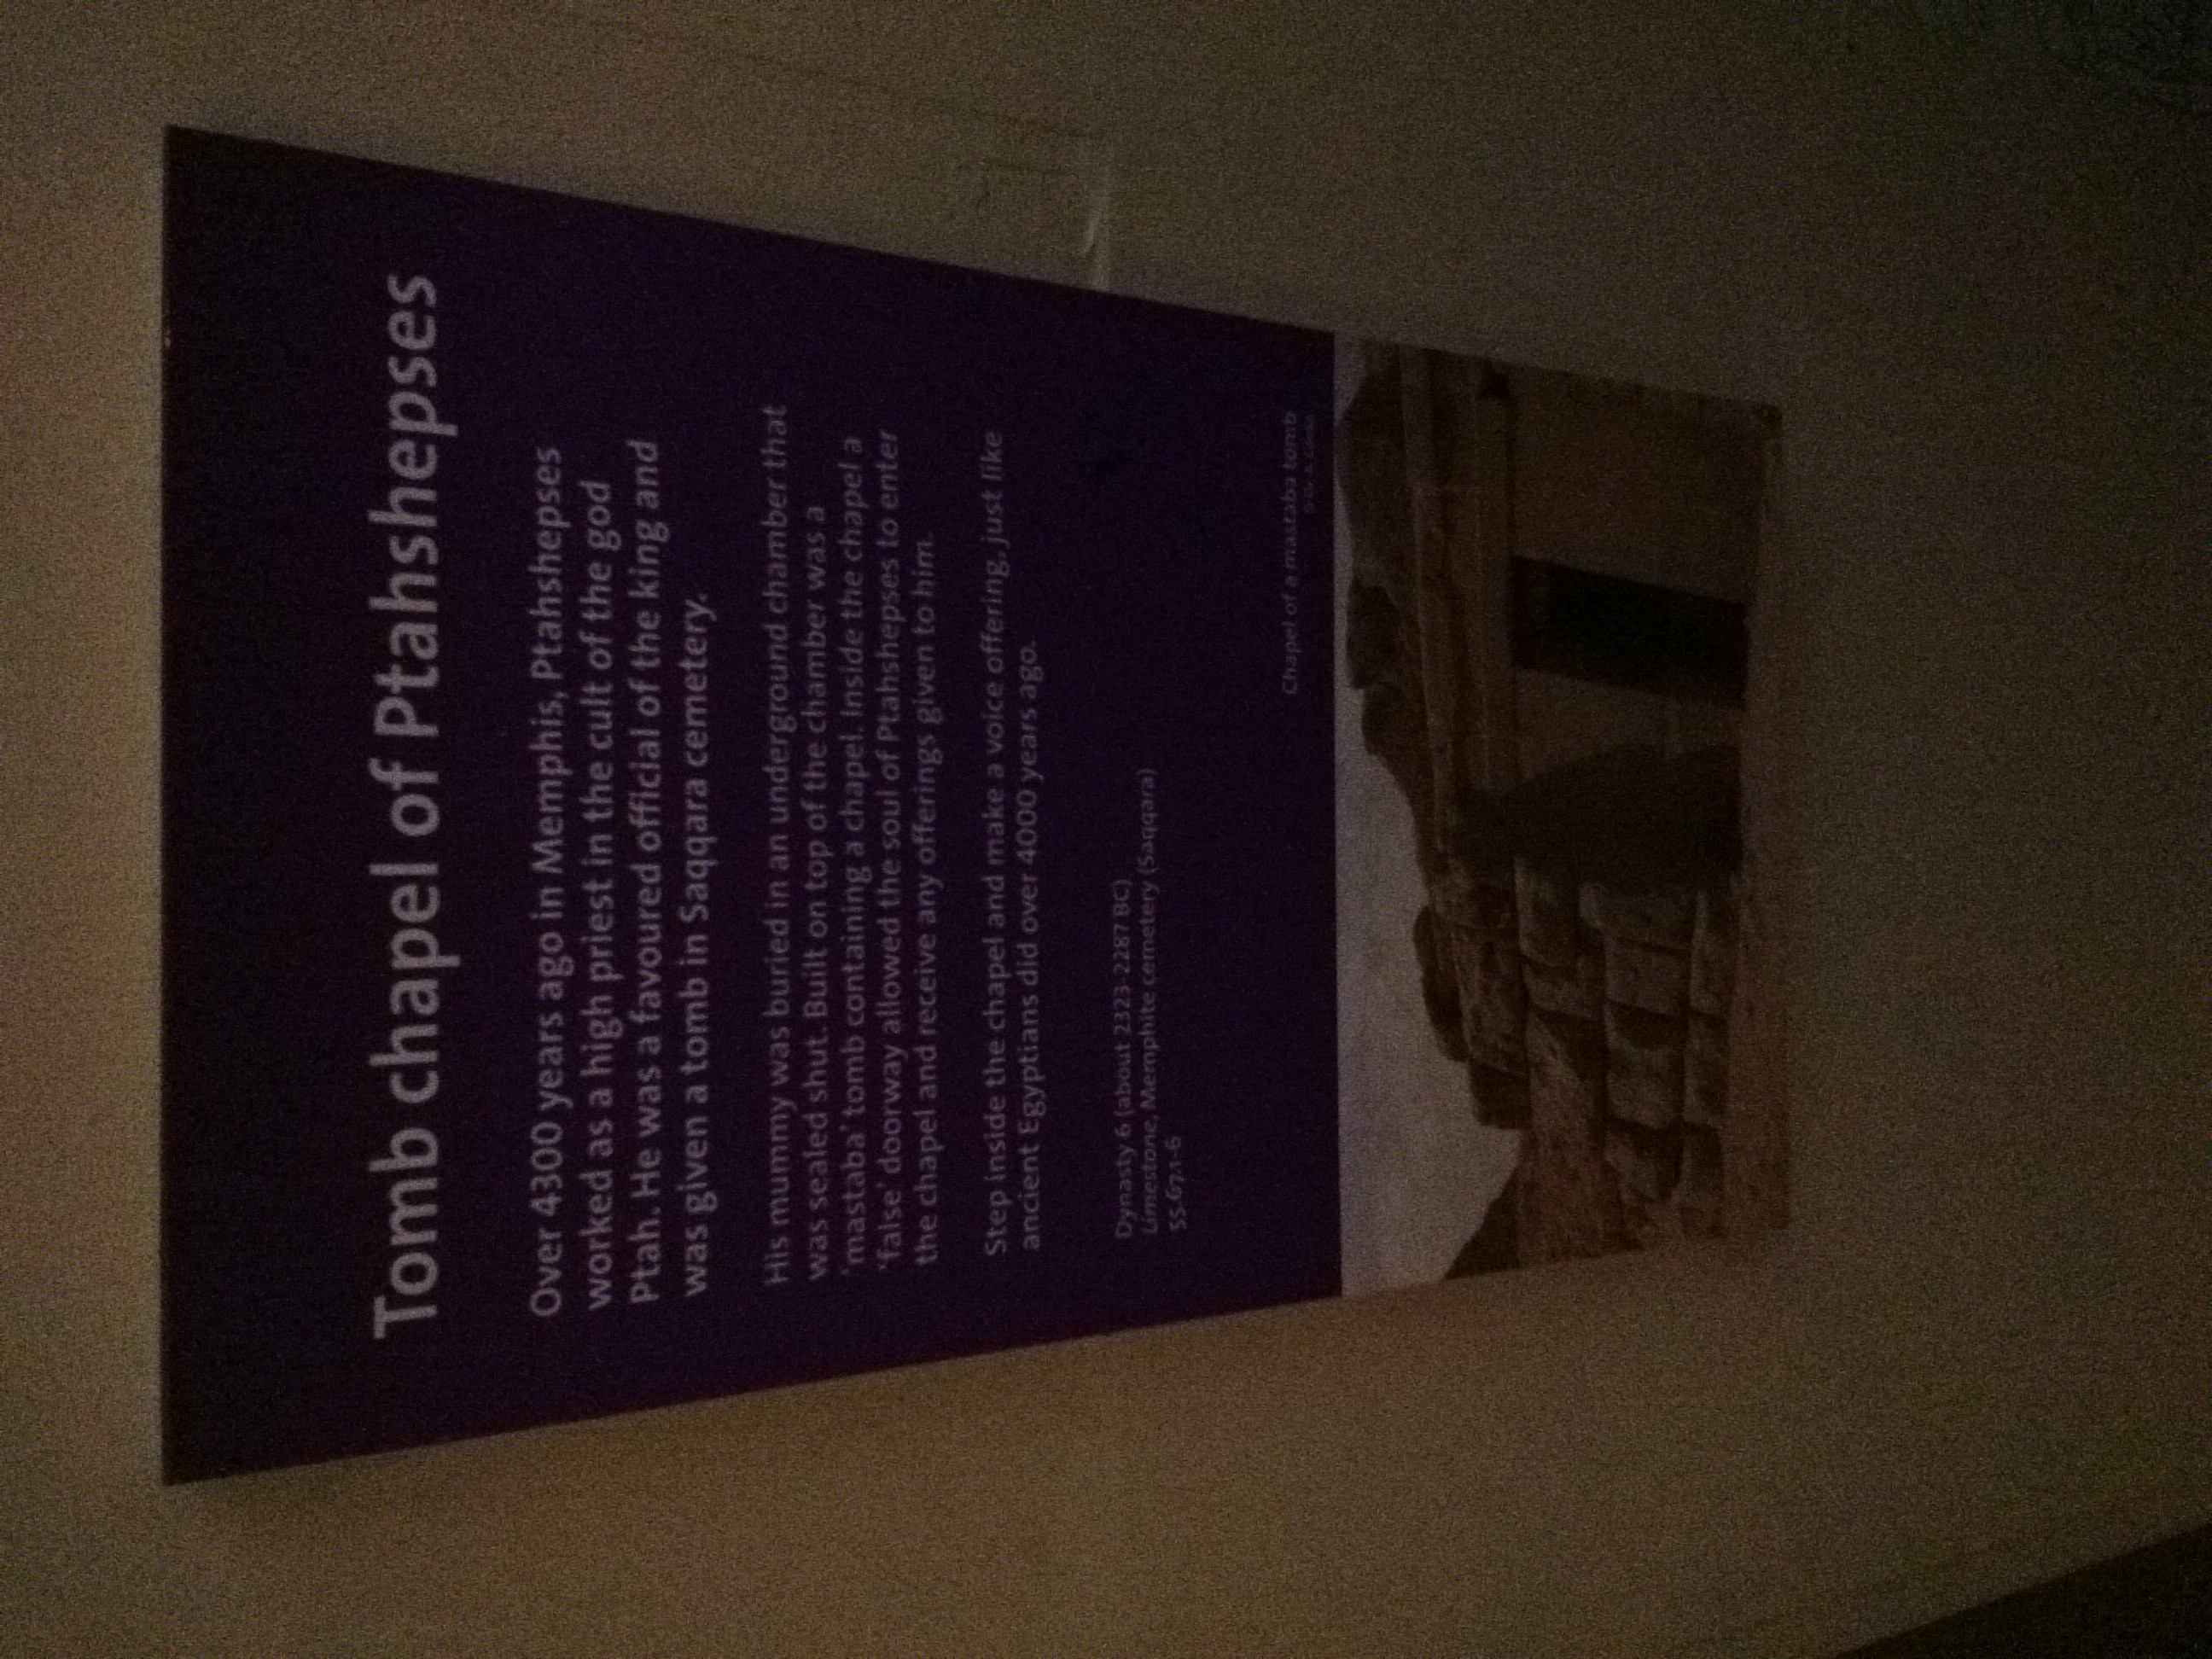 Tomb chapel of Ptahshepses
Over 4300 years ago in Memphis, Ptahshepses
worked as a high priest in the cult of the god
Ptah. He was a favoured official of the king and
was given a tomb in Saqqara cemetery.
His mummy was buried in an underground chamber that
was sealed shut. Built on top of the chamber was a
‘mastaba’ tomb containing a chapel. Inside the chapel a
‘false’ doorway allowed the soul of Ptahshepses to enter
the chapel and receive any offerings given to him.
Step inside the chapel and make a voice offering, just like
ancient Egyptians did over 4000 years ago.
Dynasty 6 (about 2323-2287 BC)
Limestone, Memphite cemetery (Saqqara)
55.67.1-6
Chapel of a mastaba tomb